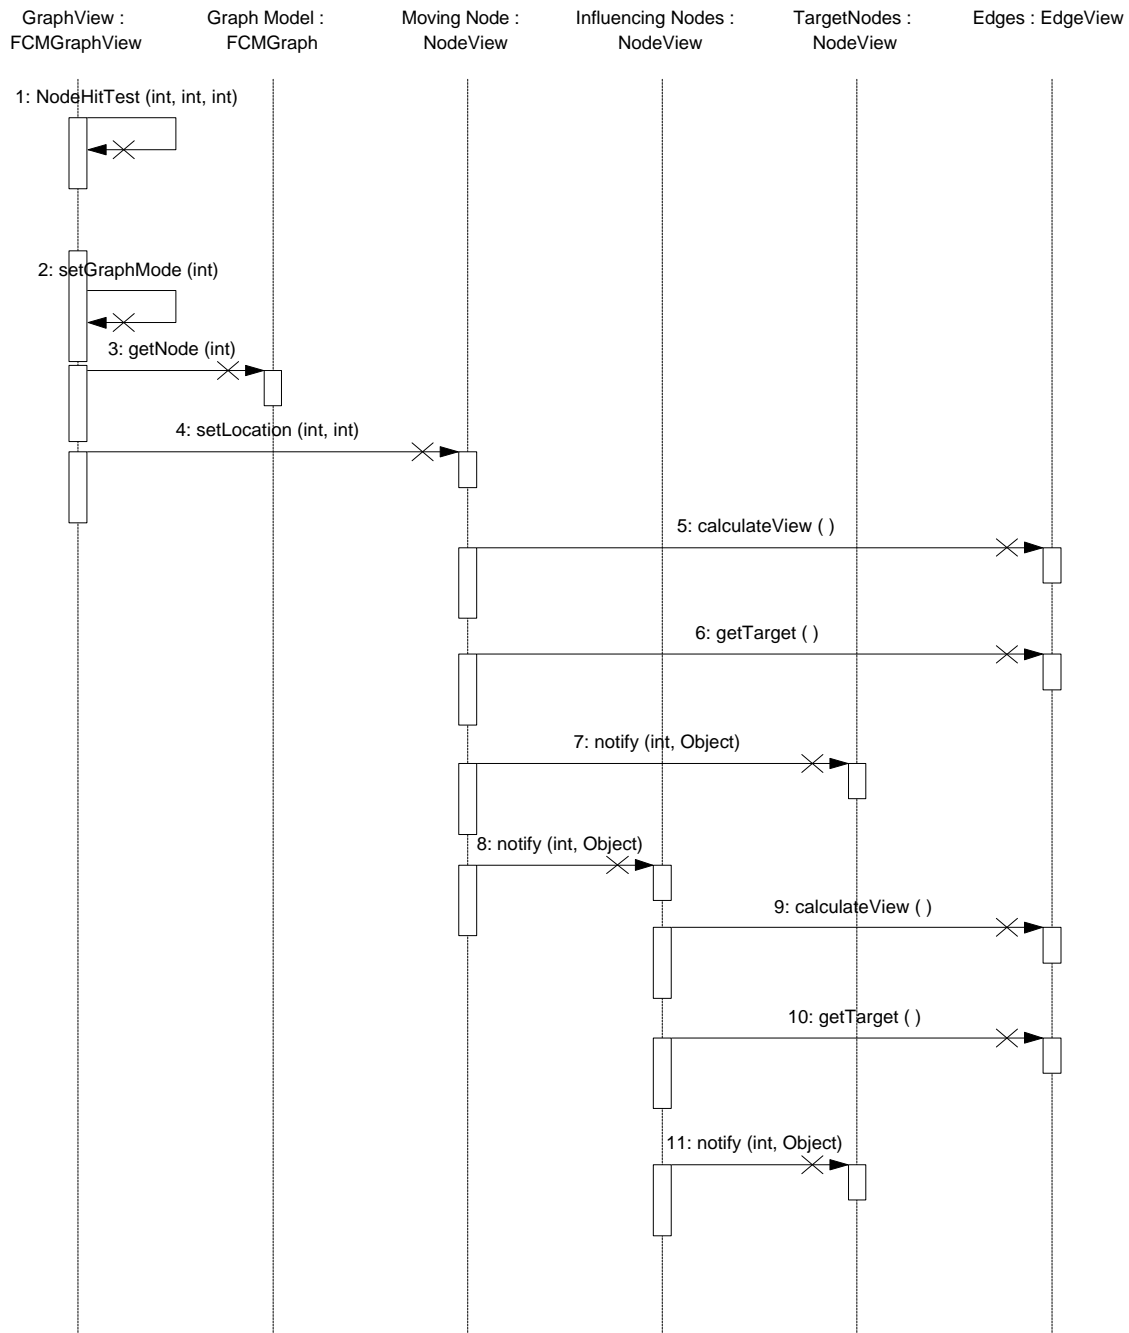 GraphView :
FCMGraphView
Graph Model :
FCMGraph
Moving Node :
NodeView
Influencing Nodes :
NodeView
TargetNodes :
NodeView
Edges : EdgeView
1: NodeHitTest (int, int, int)
2: setGraphMode (int)
3: getNode (int)
4: setLocation (int, int)
5: calculateView ( )
6: getTarget ( )
7: notify (int, Object)
8: notify (int, Object)
9: calculateView ( )
10: getTarget ( )
11: notify (int, Object)